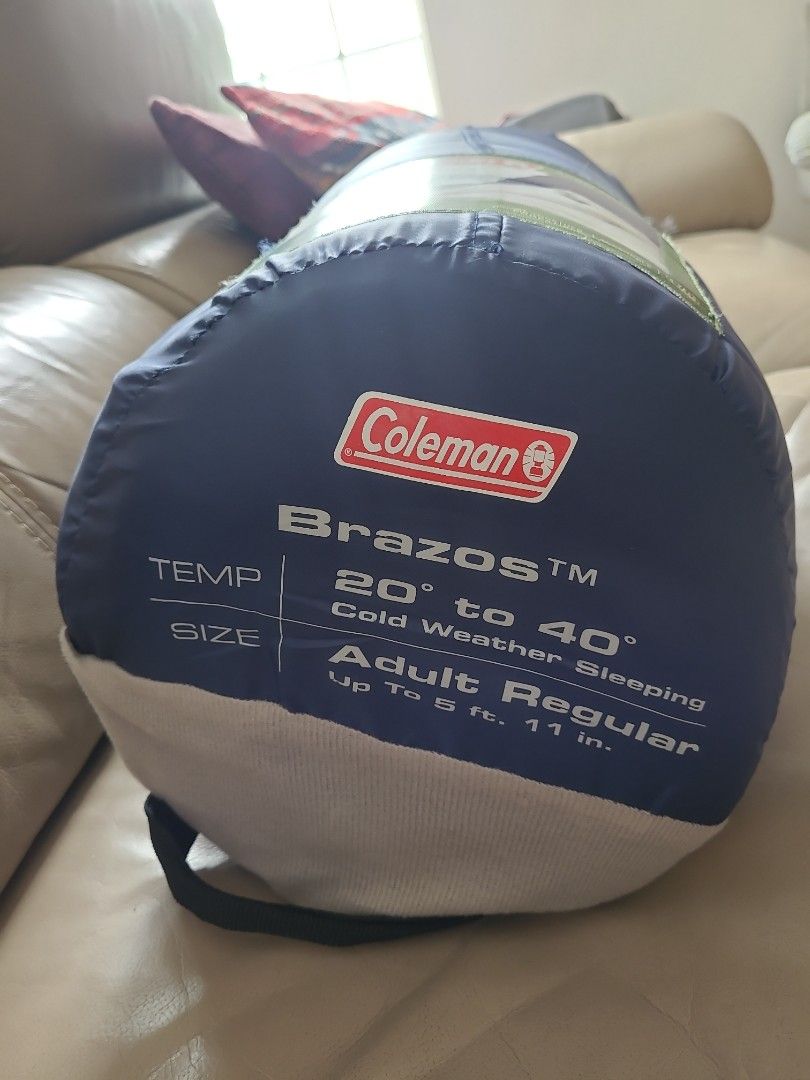 Coleman
®
Brazos™
TEMP
20° to 40°
Cold Weather Sleeping
SIZE
Adult Regular
Up To 5 ft. 11 in.